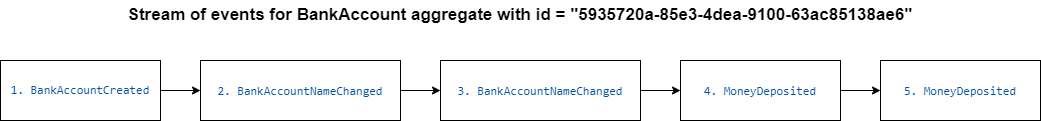 Stream of events for BankAccount aggregate with id = "5935720a-85e3-4dea-9100-63ac85138ae6"
1. BankAccountCreated
2. BankAccountNameChanged
3. BankAccountNameChanged
4. MoneyDeposited
5. MoneyDeposited